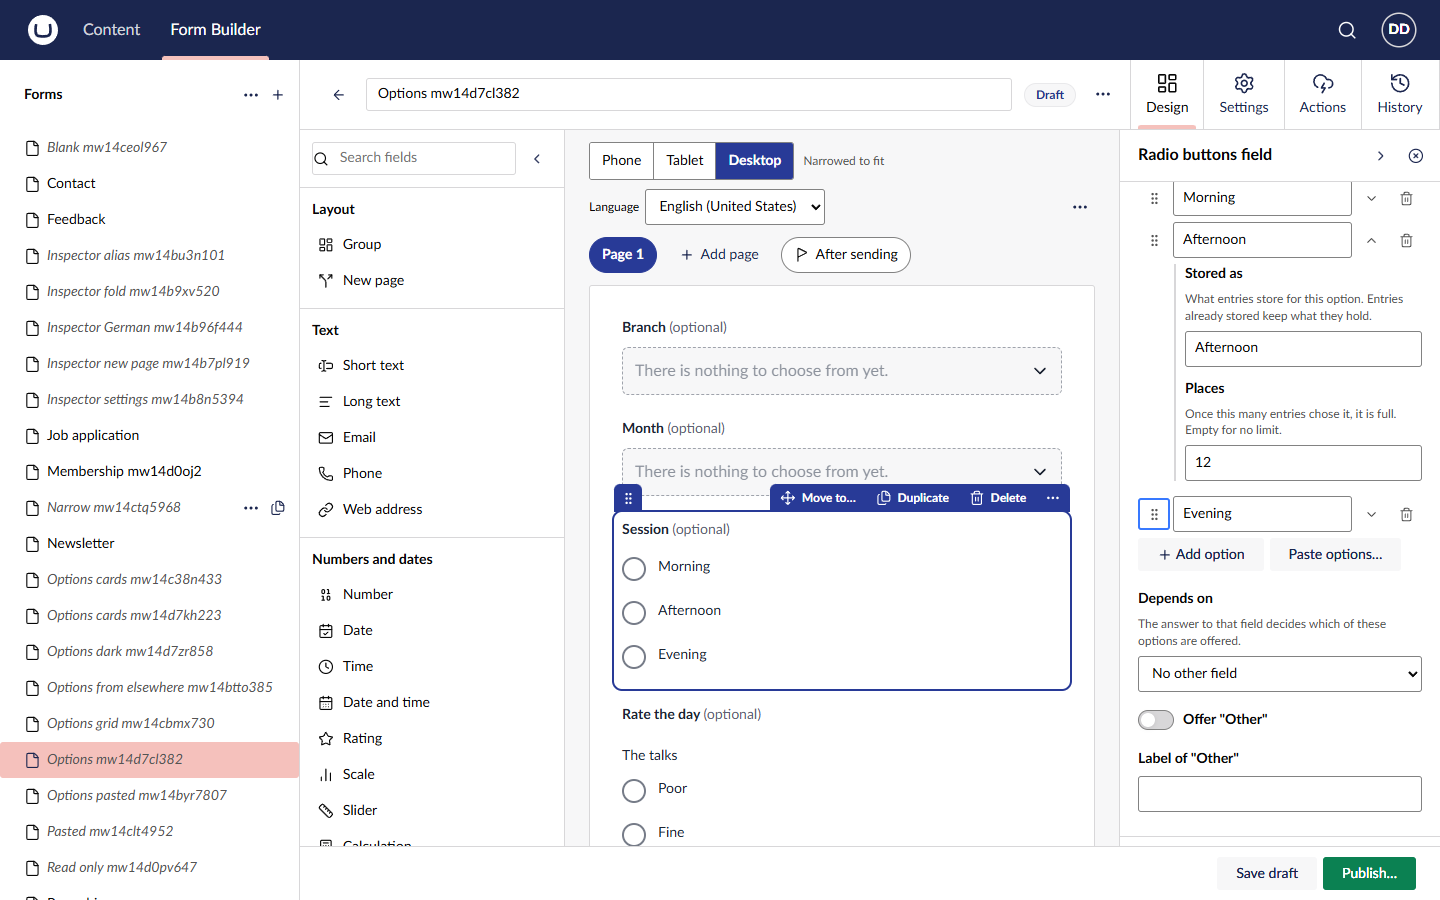 Content
Form Builder
DD
Forms
Blank mw14ceol967
Contact
Feedback
Inspector alias mw14bu3n101
Inspector fold mw14b9xv520
Inspector German mw14b96f444
Inspector new page mw14b7pl919
Inspector settings mw14b8n5394
Job application
Membership mw14d0oj2
Narrow mw14ctq5968
Newsletter
Options cards mw14c38n433
Options cards mw14d7kh223
Options dark mw14d7zr858
Options from elsewhere mw14btto385
Options grid mw14cbmx730
Options mw14d7cl382
Options pasted mw14byr7807
Pasted mw14clt4952
Read only mw14d0pv647
Options mw14d7cl382
Draft
Design
Settings
Actions
History
Search fields
Layout
Group
New page
Text
Short text
Long text
Email
Phone
Web address
Numbers and dates
Number
Date
Time
Date and time
Rating
Scale
Slider
Calculation
Phone
Tablet
Desktop
Narrowed to fit
Language
English (United States)
Page 1
Add page
After sending
Branch (optional)
There is nothing to choose from yet.
Month (optional)
There is nothing to choose from yet.
Move to...
Duplicate
Delete
Session (optional)
Morning
Afternoon
Evening
Rate the day (optional)
The talks
Poor
Fine
Radio buttons field
Morning
Afternoon
Stored as
What entries store for this option. Entries
already stored keep what they hold.
Afternoon
Places
Once this many entries chose it, it is full.
Empty for no limit.
12
Evening
Add option
Paste options...
Depends on
The answer to that field decides which of these
options are offered.
No other field
Offer "Other"
Label of "Other"
Save draft
Publish...